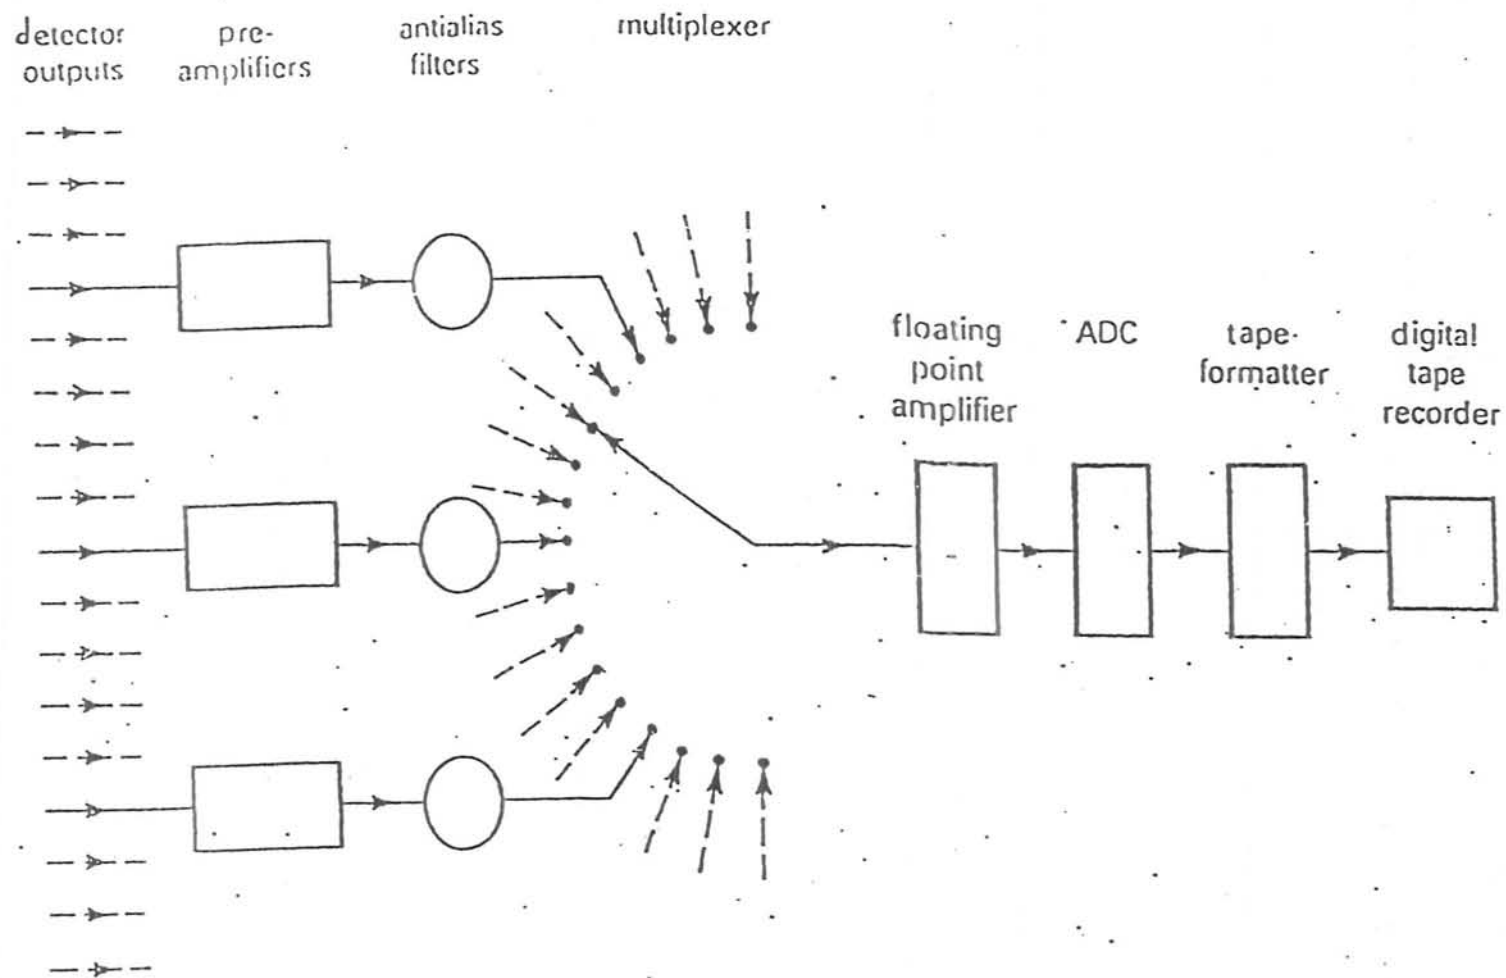 detector
outputs
pre-
amplifiers
antialias
filters
multiplexer
floating
point
amplifier
ADC
tape-
formatter
digital
tape
recorder